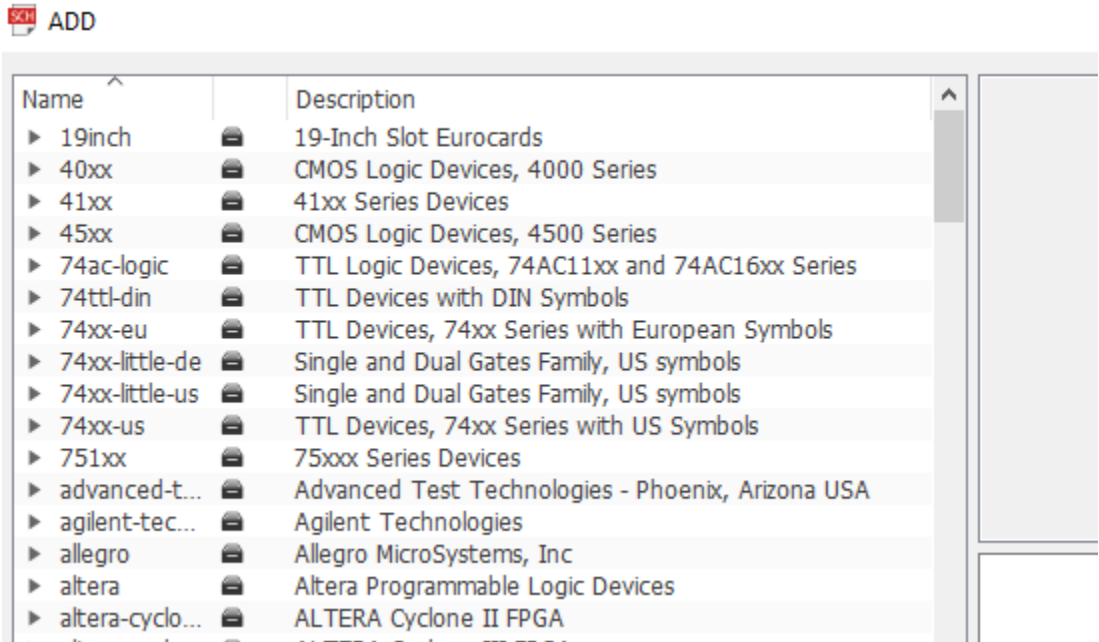 SCH ADD
Name Description
19inch 19-Inch Slot Eurocards
40xx CMOS Logic Devices, 4000 Series
41xx 41xx Series Devices
45xx CMOS Logic Devices, 4500 Series
74ac-logic TTL Logic Devices, 74AC11xx and 74AC16xx Series
74ttl-din TTL Devices with DIN Symbols
74xx-eu TTL Devices, 74xx Series with European Symbols
74xx-little-de Single and Dual Gates Family, US symbols
74xx-little-us Single and Dual Gates Family, US symbols
74xx-us TTL Devices, 74xx Series with US Symbols
751xx 75xxx Series Devices
advanced-t... Advanced Test Technologies - Phoenix, Arizona USA
agilent-tec... Agilent Technologies
allegro Allegro MicroSystems, Inc
altera Altera Programmable Logic Devices
altera-cyclo... ALTERA Cyclone II FPGA